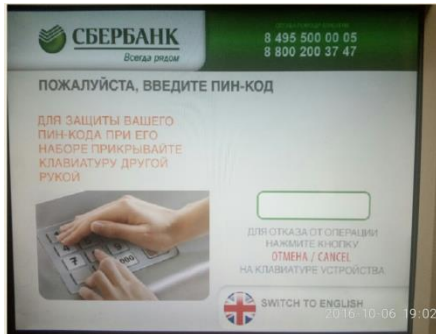 СБЕРБАНК
Всегда рядом
8 495 500 00 05
8 800 200 37 47
ПОЖАЛУЙСТА, ВВЕДИТЕ ПИН-КОД
ДЛЯ ЗАЩИТЫ ВАШЕГО
ПИН-КОДА ПРИ ЕГО
НАБОРЕ ПРИКРЫВАЙТЕ
КЛАВИАТУРУ ДРУГОЙ
РУКОЙ
ДЛЯ ОТКАЗА ОТ ОПЕРАЦИИ
НАЖМИТЕ КНОПКУ
ОТМЕНА / CANCEL
НА КЛАВИАТУРЕ УСТРОЙСТВА
SWITCH TO ENGLISH
2016-10-06 19:02